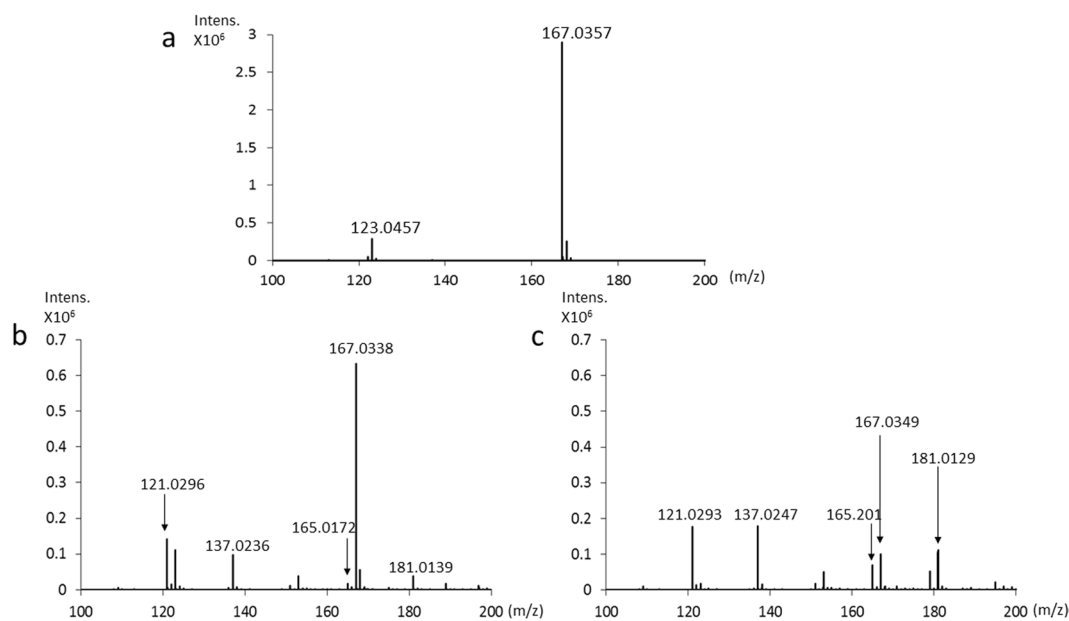 a
Intens.
X10⁶
3
2.5
2
1.5
1
0.5
0
167.0357
123.0457
100 120 140 160 180 200 (m/z)
b
Intens.
X10⁶
0.7
0.6
0.5
0.4
0.3
0.2
0.1
0
167.0338
121.0296
165.0172
137.0236
181.0139
100 120 140 160 180 200 (m/z)
c
Intens.
X10⁶
0.7
0.6
0.5
0.4
0.3
0.2
0.1
0
167.0349
181.0129
121.0293 137.0247 165.201
100 120 140 160 180 200 (m/z)